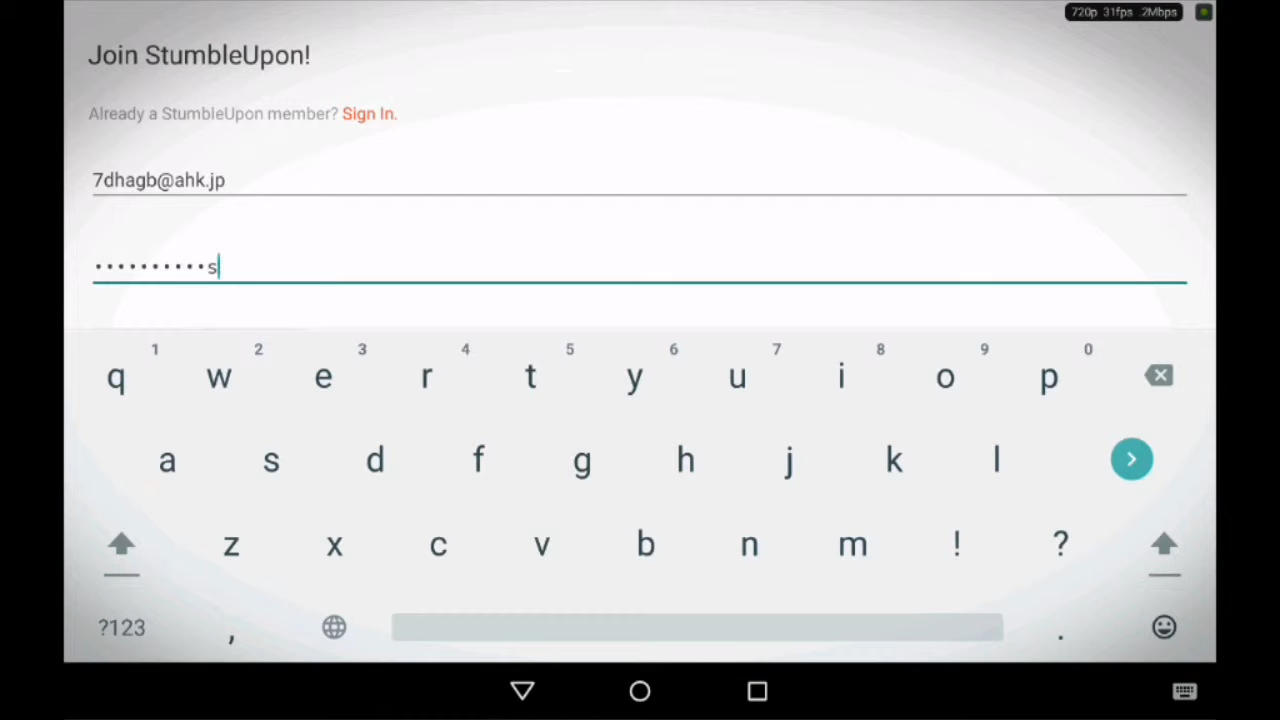 720p 31fps .2Mbps
Join StumbleUpon!
Already a StumbleUpon member? Sign In.
7dhagb@ahk.jp
••••••••••s
1 2 3 4 5 6 7 8 9 0
q w e r t y u i o p
a s d f g h j k l
z x c v b n m ! ?
?123 , .